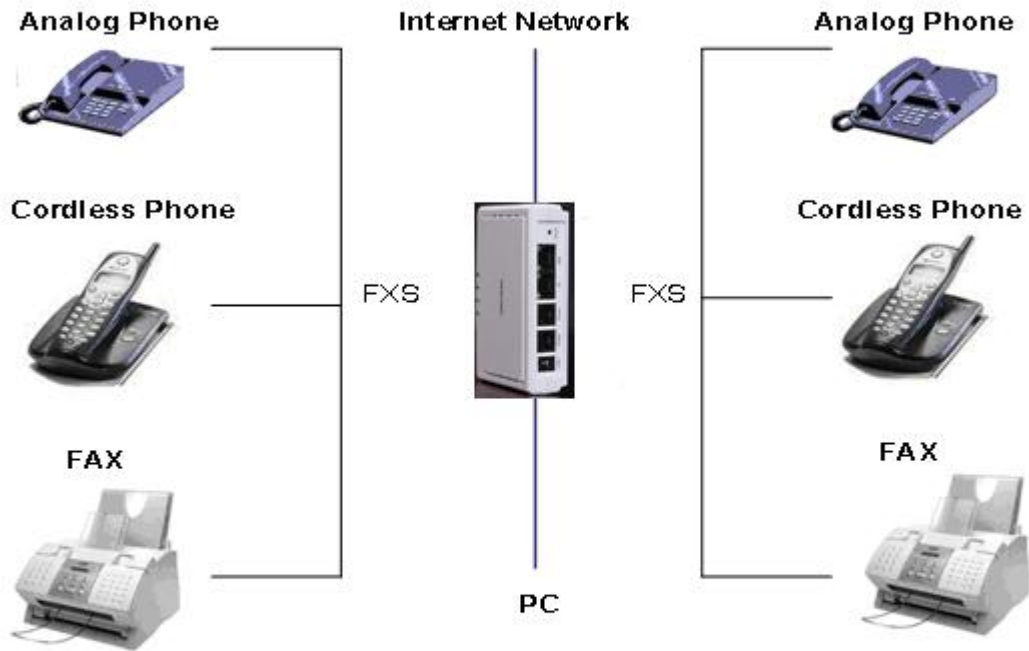 Analog Phone
Internet Network
Analog Phone
Cordless Phone
Cordless Phone
FXS
FXS
FAX
FAX
PC